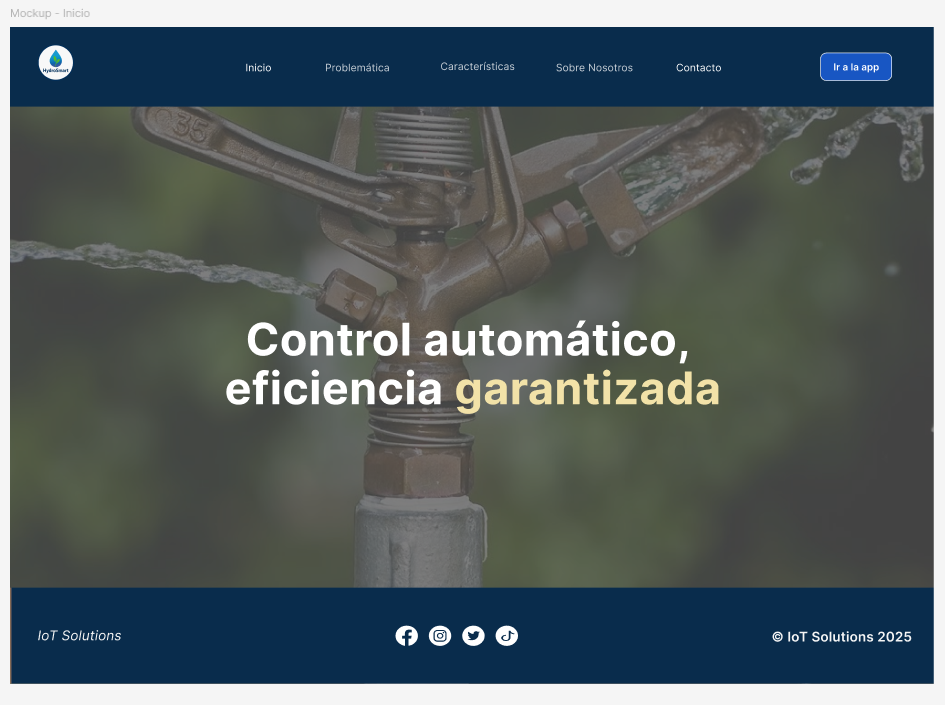 Mockup - Inicio
HydroSmart
Inicio
Problemática
Características
Sobre Nosotros
Contacto
Ir a la app
35
Control automático,
eficiencia garantizada
IoT Solutions
© IoT Solutions 2025